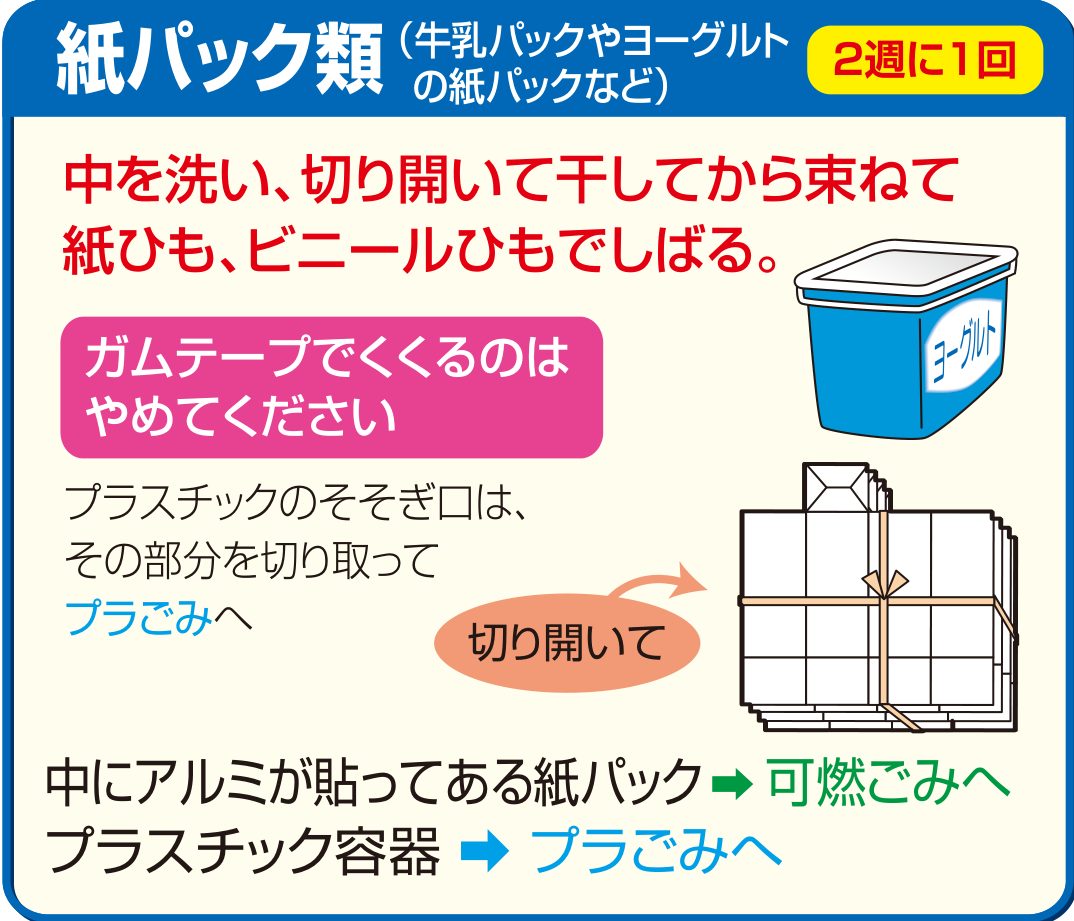 紙パック類
（牛乳パックやヨーグルト
の紙パックなど）
2週に1回
中を洗い、切り開いて干してから束ねて
紙ひも、ビニールひもでしばる。
ヨーグルト
ガムテープでくくるのは
やめてください
プラスチックのそそぎ口は、
その部分を切り取って
プラごみへ
切り開いて
中にアルミが貼ってある紙パック➡可燃ごみへ
プラスチック容器➡プラごみへ